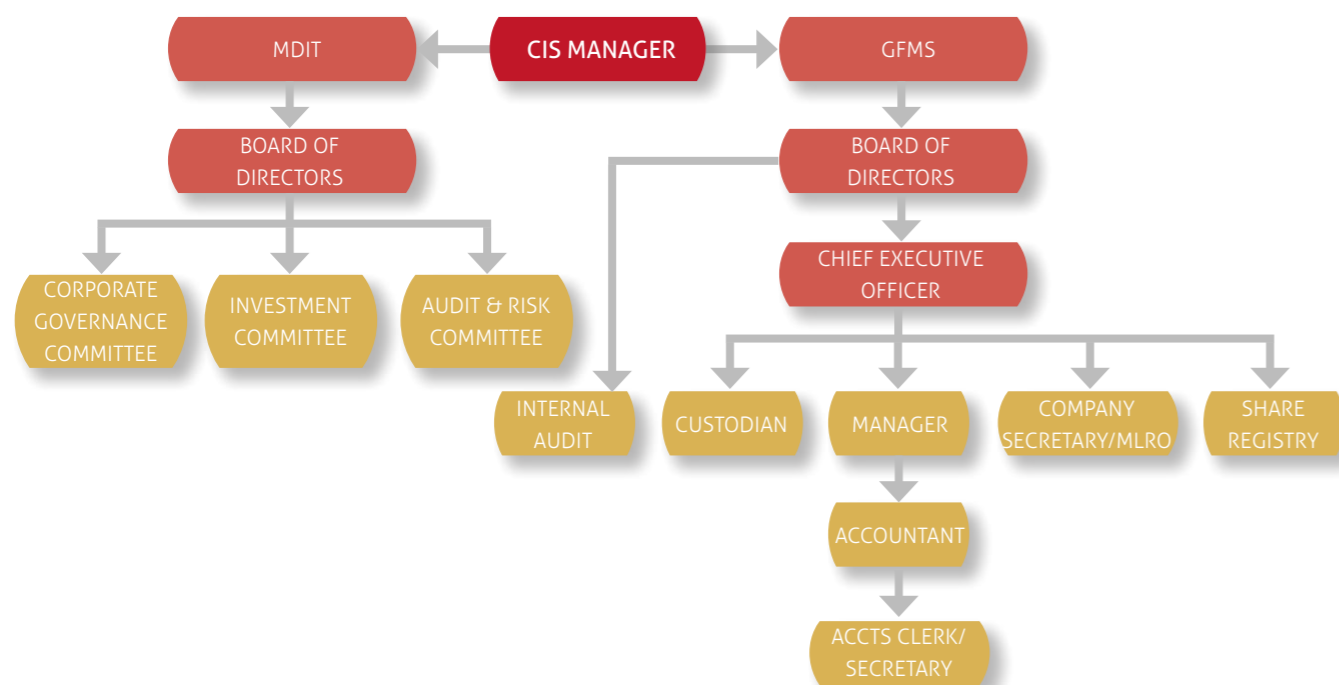 MDIT
CIS MANAGER
GFMS
BOARD OF
DIRECTORS
BOARD OF
DIRECTORS
CHIEF EXECUTIVE
OFFICER
CORPORATE
GOVERNANCE
COMMITTEE
INVESTMENT
COMMITTEE
AUDIT & RISK
COMMITTEE
INTERNAL
AUDIT
CUSTODIAN
MANAGER
COMPANY
SECRETARY/MLRO
SHARE
REGISTRY
ACCOUNTANT
ACCTS CLERK/
SECRETARY